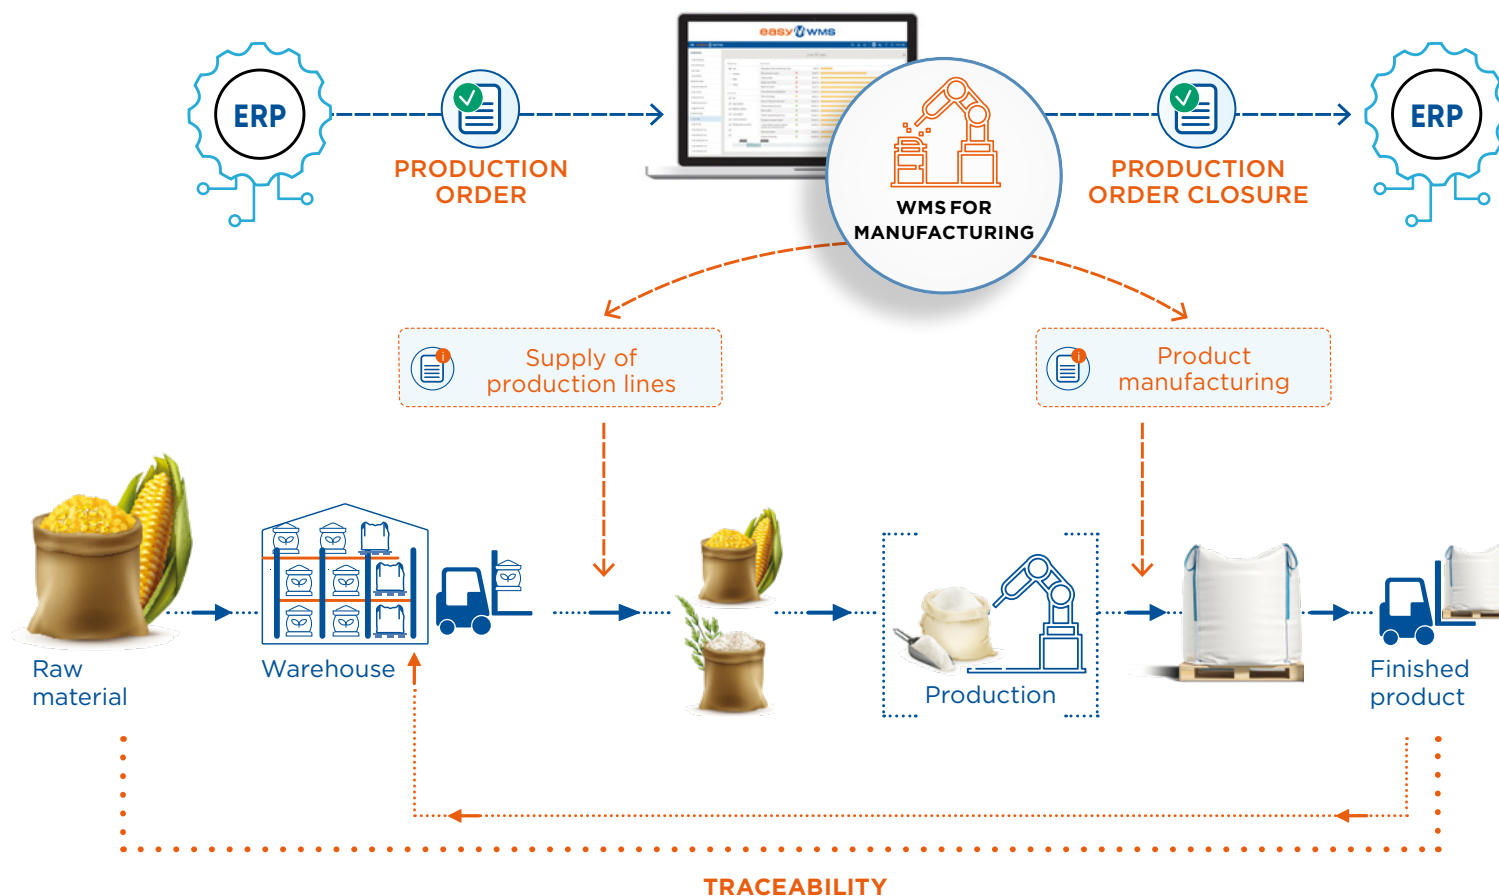 easy WMS
ERP
ERP
PRODUCTION
ORDER
PRODUCTION
ORDER CLOSURE
WMS FOR
MANUFACTURING
Supply of
production lines
Product
manufacturing
Raw
material
Warehouse
Production
Finished
product
TRACEABILITY